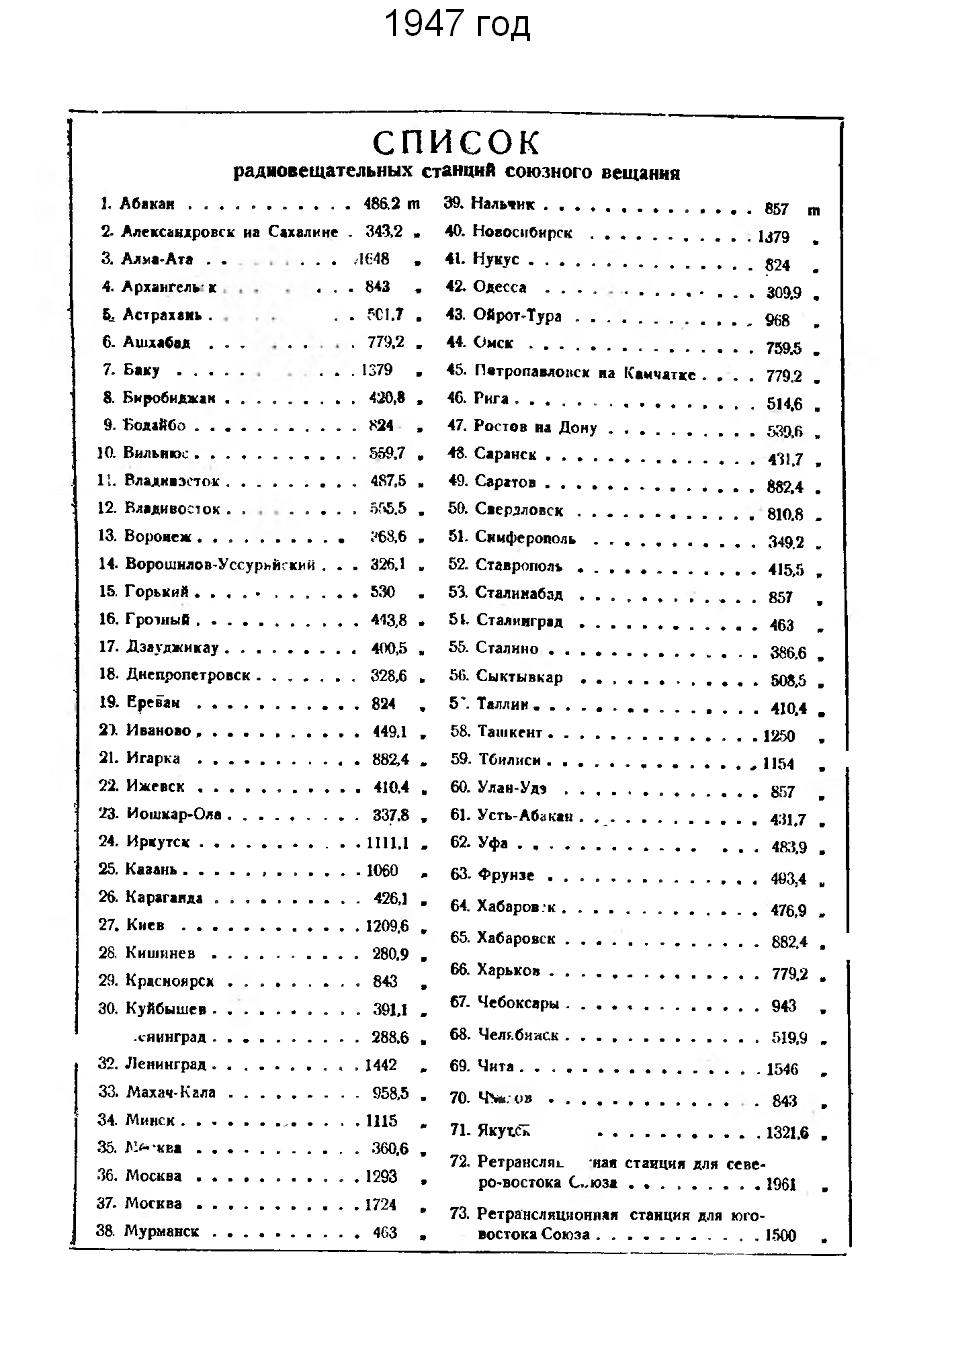 1947 год
СПИСОК
радиовещательных станций союзного вещания
1. Абакан . . . . . . . . . . . 486.2 m
2. Александровск на Сахалине . 343,2 „
3. Алма-Ата . . . . . . 1648 „
4. Архангельск . . . . . . 843 „
5. Астрахань . . . . 501,7 „
6. Ашхабад . . . . . . . . 779,2 „
7. Баку . . . . . . . . . 1379 „
8. Биробиджан . . . . . . . . . 420,8 „
9. Бодайбо . . . . . . . . . . 824 „
10. Вильнюс . . . . . . . . . . . 559,7 „
11. Владивосток . . . . . . . . . 487,5 „
12. Владивосток . . . . . . . . 555,5 „
13. Воронеж . . . . . . . . . . 368,6 „
14. Ворошилов-Уссурийский . . . 326,1 „
15. Горький . . . . . . . . . . 530 „
16. Грозный . . . . . . . . . . 443,8 „
17. Дзауджикау . . . . . . . . . 400,5 „
18. Днепропетровск . . . . . . . 328,6 „
19. Ереван . . . . . . . . . . 824 „
20. Иваново . . . . . . . . . . . 449.1 „
21. Игарка . . . . . . . . . . 882,4 „
22. Ижевск . . . . . . . . . . . 410,4 „
23. Иошкар-Ола . . . . . . . . . 337,8 „
24. Иркутск . . . . . . . . . . . 1111,1 „
25. Казань . . . . . . . . . . . 1060 „
26. Караганда . . . . . . . . . . 426,1 „
27. Киев . . . . . . . . . . . . 1209,6 „
28. Кишинев . . . . . . . . . . 280,9 „
29. Красноярск . . . . . . . . . 843 „
30. Куйбышев . . . . . . . . . . 391,1 „
Ленинград . . . . . . . . . . 288,6 „
32. Ленинград . . . . . . . . . . 1442 „
33. Махач-Кала . . . . . . . . . 958,5 „
34. Минск . . . . . . . . . . . . 1115 „
35. Москва . . . . . . . . . . . 360,6 „
36. Москва . . . . . . . . . . . 1293 „
37. Москва . . . . . . . . . . . 1724 „
38. Мурманск . . . . . . . . . . 463 „
39. Нальчик . . . . . . . . . . . . . 857 m
40. Новосибирск . . . . . . . . . . 1379 „
41. Нукус . . . . . . . . . . . . . . 824 „
42. Одесса . . . . . . . . . . . . 309,9 „
43. Ойрот-Тура . . . . . . . . . . . 968 „
44. Омск . . . . . . . . . . . . . . 759,5 „
45. Петропавловск на Камчатке . . . . 779,2 „
46. Рига . . . . . . . . . . . . . . . 514,6 „
47. Ростов на Дону . . . . . . . . . 539,6 „
48. Саранск . . . . . . . . . . . . . 431,7 „
49. Саратов . . . . . . . . . . . . . 882,4 „
50. Свердловск . . . . . . . . . . . 810,8 „
51. Симферополь . . . . . . . . . . 349,2 „
52. Ставрополь . . . . . . . . . . . 415,5 „
53. Сталинабад . . . . . . . . . . . 857 „
54. Сталинград . . . . . . . . . . . 463 „
55. Сталино . . . . . . . . . . . . . 386,6 „
56. Сыктывкар . . . . . . . . . . . 508,5 „
57. Таллин . . . . . . . . . . . . . . 410,4 „
58. Ташкент . . . . . . . . . . . . . 1250 „
59. Тбилиси . . . . . . . . . . . . . 1154 „
60. Улан-Удэ . . . . . . . . . . . . 857 „
61. Усть-Абакан . . . . . . . . . . . 431,7 „
62. Уфа . . . . . . . . . . . . . . 483,9 „
63. Фрунзе . . . . . . . . . . . . . 403,4 „
64. Хабаровск . . . . . . . . . . . . 476,9 „
65. Хабаровск . . . . . . . . . . . . 882,4 „
66. Харьков . . . . . . . . . . . . . 779,2 „
67. Чебоксары . . . . . . . . . . . . 943 „
68. Челябинск . . . . . . . . . . . . 519,9 „
69. Чита . . . . . . . . . . . . . . . 1546 „
70. . . . . . . . . . . . . . 843 „
71. Якутск . . . . . . . . . . 1321,6 „
72. Ретрансляционная станция для севе-
ро-востока Союза . . . . . . . . 1961 „
73. Ретрансляционная станция для юго-
востока Союза . . . . . . . . . . 1500 „